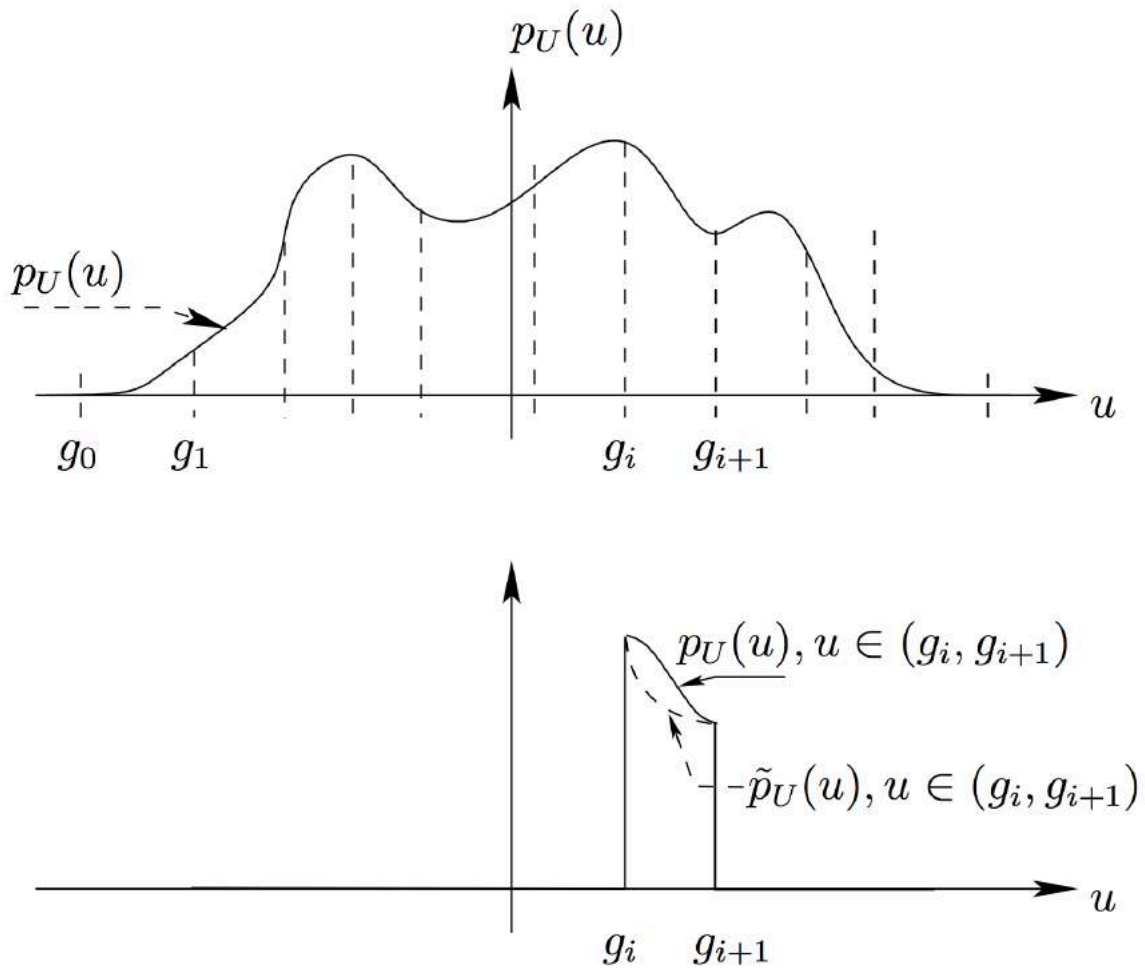 p_U(u)
p_U(u)
u
g_0 g_1 g_i g_{i+1}
p_U(u), u ∈ (g_i, g_{i+1})
p̃_U(u), u ∈ (g_i, g_{i+1})
u
g_i g_{i+1}